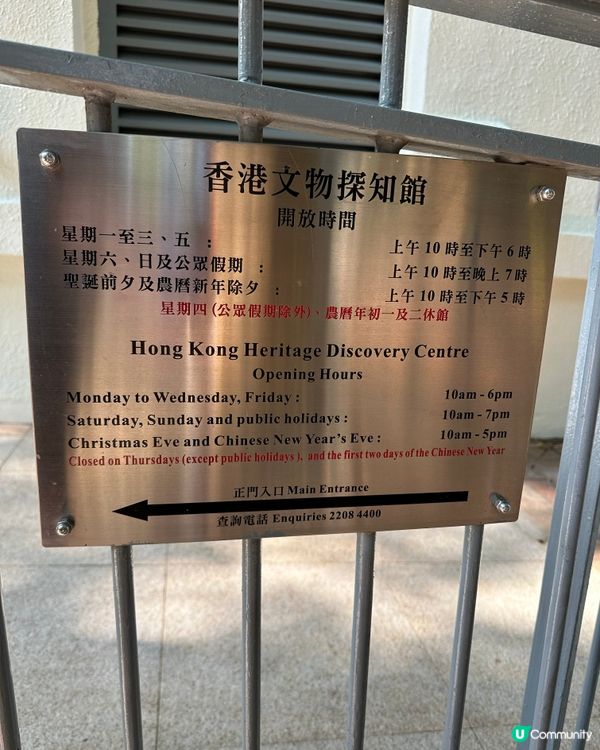 香港文物探知館
開放時間
星期一至三、五 : 上午 10 時至下午 6 時
星期六、日及公眾假期 : 上午 10 時至晚上 7 時
聖誕前夕及農曆新年除夕 : 上午 10 時至下午 5 時
星期四 (公眾假期除外)、農曆年初一及二休館
Hong Kong Heritage Discovery Centre
Opening Hours
Monday to Wednesday, Friday : 10am - 6pm
Saturday, Sunday and public holidays : 10am - 7pm
Christmas Eve and Chinese New Year's Eve : 10am - 5pm
Closed on Thursdays (except public holidays ), and the first two days of the Chinese New Year
正門入口 Main Entrance
查詢電話 Enquiries 2208 4400
U Community